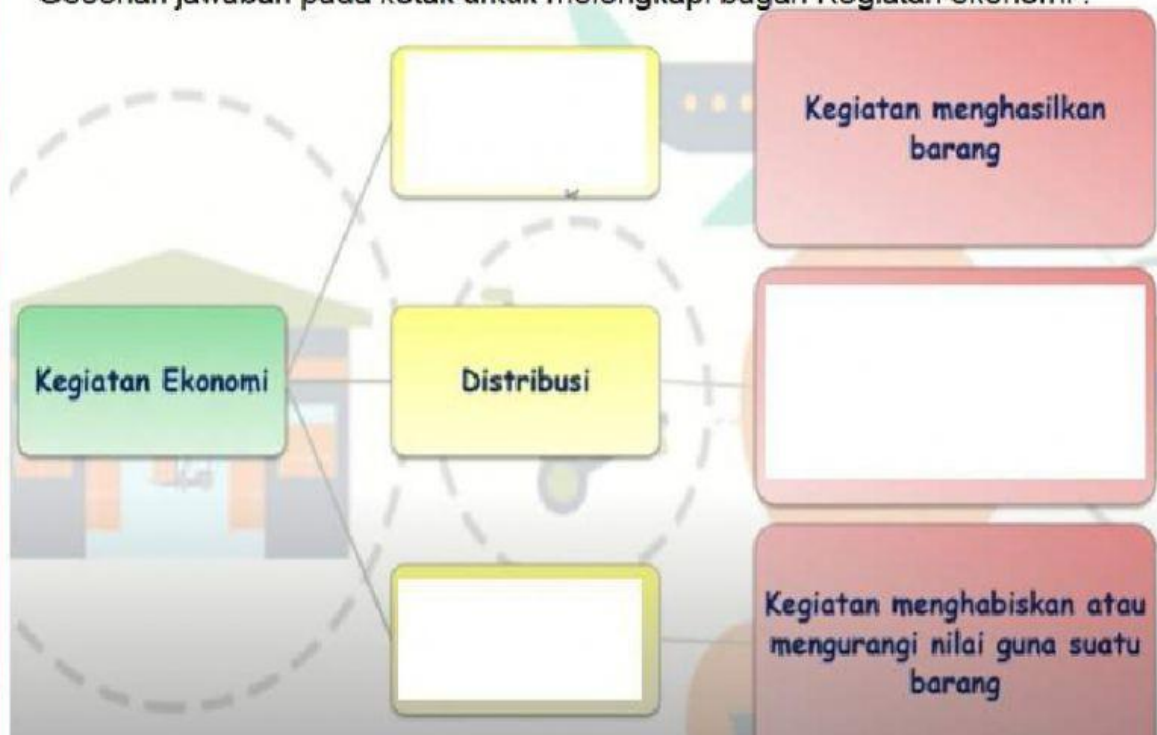 Kegiatan menghasilkan
barang
Kegiatan Ekonomi
Distribusi
Kegiatan menghabiskan atau
mengurangi nilai guna suatu
barang